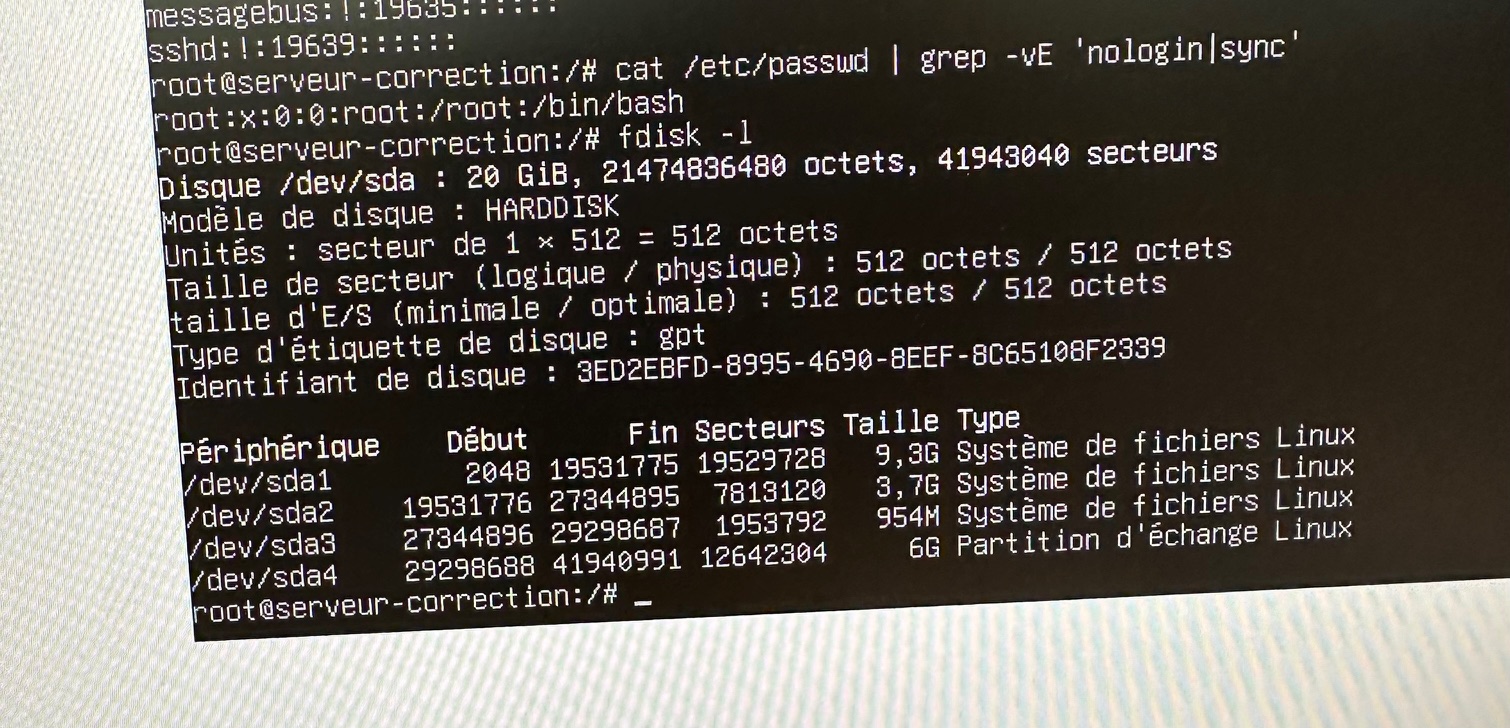 messagebus:!:19635::::::
sshd:!:19639::::::
root@serveur-correction:/# cat /etc/passwd | grep -vE 'nologin|sync'
root:x:0:0:root:/root:/bin/bash
root@serveur-correction:/# fdisk -l
Disque /dev/sda : 20 GiB, 21474836480 octets, 41943040 secteurs
Modèle de disque : HARDDISK
Unités : secteur de 1 × 512 = 512 octets
Taille de secteur (logique / physique) : 512 octets / 512 octets
taille d'E/S (minimale / optimale) : 512 octets / 512 octets
Type d'étiquette de disque : gpt
Identifiant de disque : 3ED2EBFD-8995-4690-8EEF-8C65108F2339
Périphérique Début Fin Secteurs Taille Type
/dev/sda1 2048 19531775 19529728 9,3G Système de fichiers Linux
/dev/sda2 19531776 27344895 7813120 3,7G Système de fichiers Linux
/dev/sda3 27344896 29298687 1953792 954M Système de fichiers Linux
/dev/sda4 29298688 41940991 12642304 6G Partition d'échange Linux
root@serveur-correction:/# _